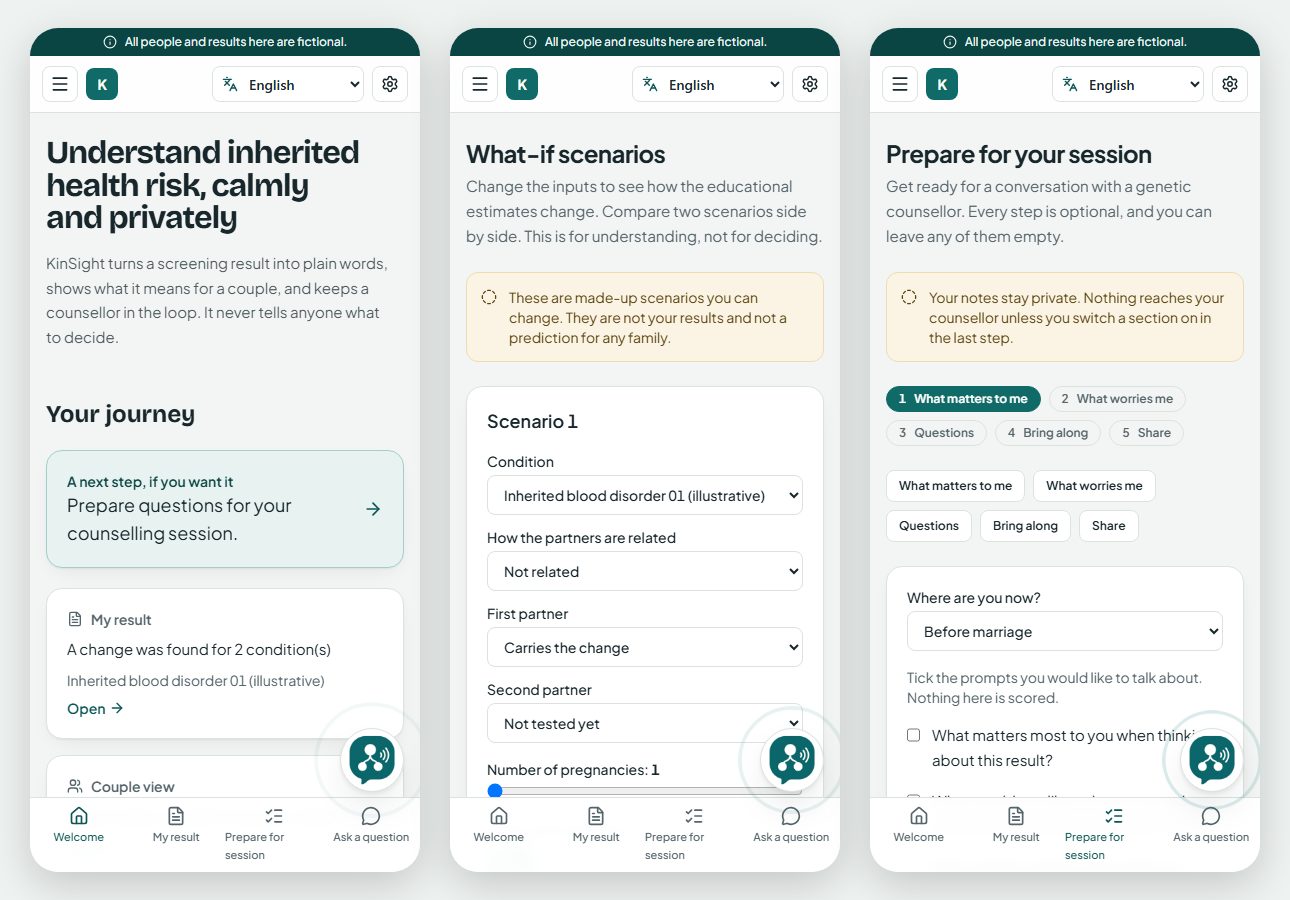 All people and results here are fictional.
K
English
Understand inherited
health risk, calmly
and privately
KinSight turns a screening result into plain words,
shows what it means for a couple, and keeps a
counsellor in the loop. It never tells anyone what
to decide.
Your journey
A next step, if you want it
Prepare questions for your
counselling session.
My result
A change was found for 2 condition(s)
Inherited blood disorder 01 (illustrative)
Open
Couple view
Welcome
My result
Prepare for
session
Ask a question
All people and results here are fictional.
K
English
What-if scenarios
Change the inputs to see how the educational
estimates change. Compare two scenarios side
by side. This is for understanding, not for deciding.
These are made-up scenarios you can
change. They are not your results and not a
prediction for any family.
Scenario 1
Condition
Inherited blood disorder 01 (illustrative)
How the partners are related
Not related
First partner
Carries the change
Second partner
Not tested yet
Number of pregnancies: 1
Welcome
My result
Prepare for
session
Ask a question
All people and results here are fictional.
K
English
Prepare for your session
Get ready for a conversation with a genetic
counsellor. Every step is optional, and you can
leave any of them empty.
Your notes stay private. Nothing reaches your
counsellor unless you switch a section on in
the last step.
1 What matters to me
2 What worries me
3 Questions
4 Bring along
5 Share
What matters to me
What worries me
Questions
Bring along
Share
Where are you now?
Before marriage
Tick the prompts you would like to talk about.
Nothing here is scored.
What matters most to you when
about this result?
Welcome
My result
Prepare for
session
Ask a question